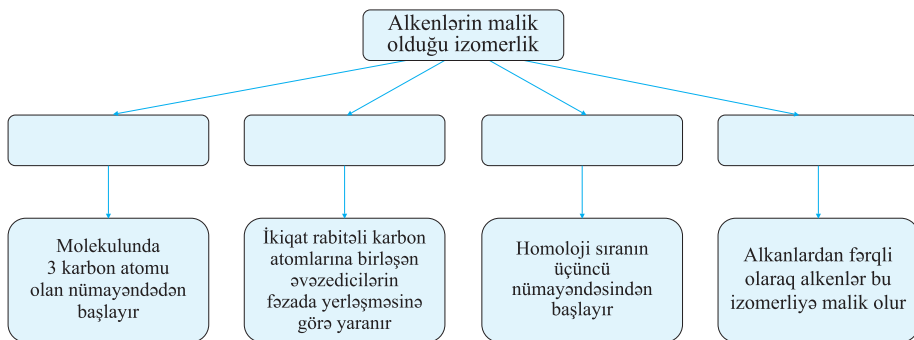 Alkenlərin malik
olduğu izomerlik
Molekulunda
3 karbon atomu
olan nümayəndədən
başlayır
İkiqat rabitəli karbon
atomlarına birləşən
əvəzedicilərin
fəzada yerləşməsinə
görə yaranır
Homoloji sıranın
üçüncü
nümayəndəsindən
başlayır
Alkanlardan fərqli
olaraq alkenlər bu
izomerliyə malik olur